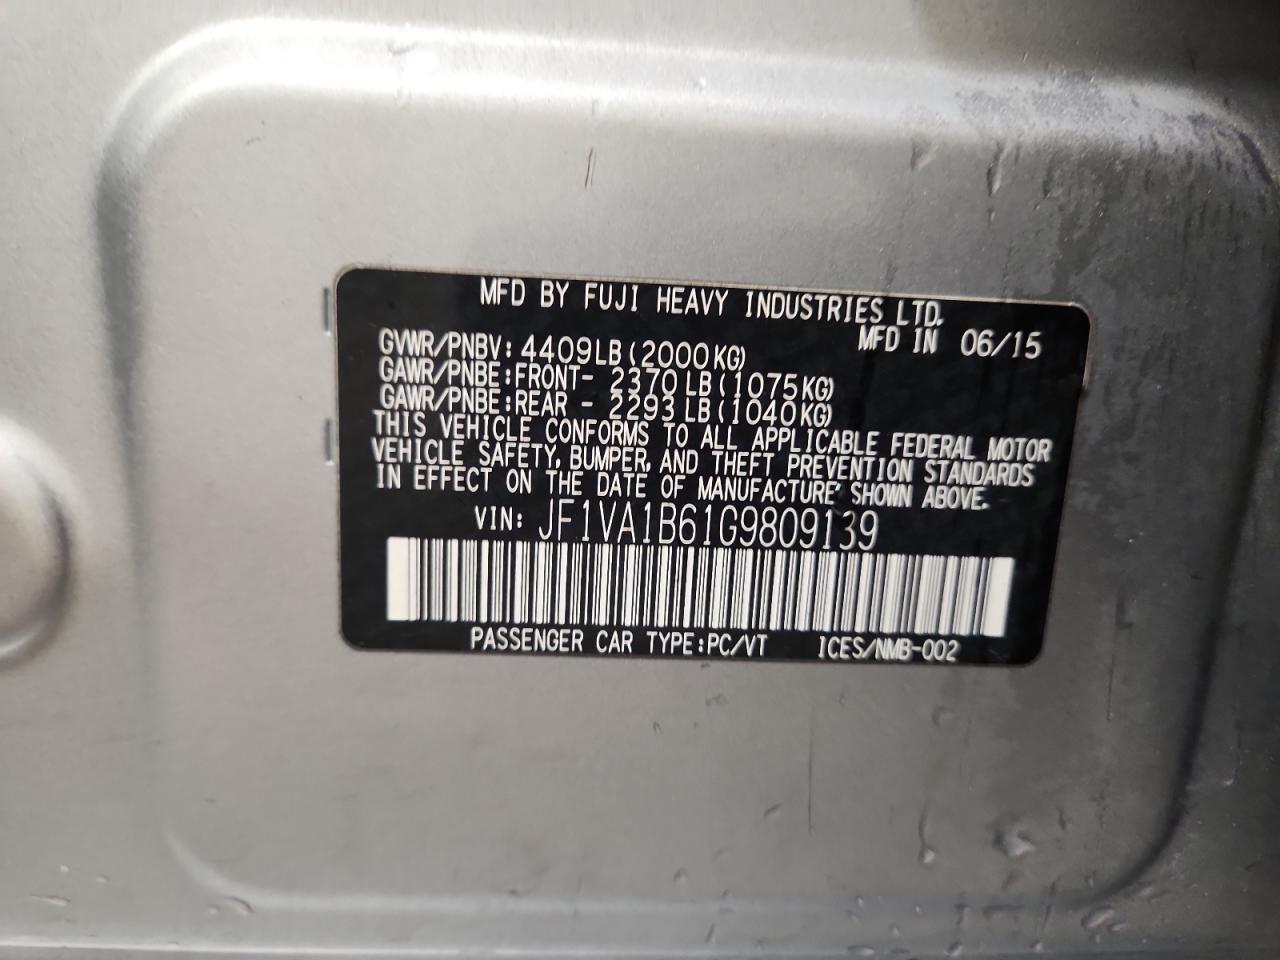 MFD BY FUJI HEAVY INDUSTRIES LTD.
MFD IN 06/15
GVWR/PNBV: 4409LB(2000KG)
GAWR/PNBE:FRONT- 2370LB(1075KG)
GAWR/PNBE:REAR - 2293LB(1040KG)
THIS VEHICLE CONFORMS TO ALL APPLICABLE FEDERAL MOTOR
VEHICLE SAFETY, BUMPER, AND THEFT PREVENTION STANDARDS
IN EFFECT ON THE DATE OF MANUFACTURE SHOWN ABOVE.
VIN: JF1VA1B61G9809139
PASSENGER CAR TYPE:PC/VT ICES/NMB-002